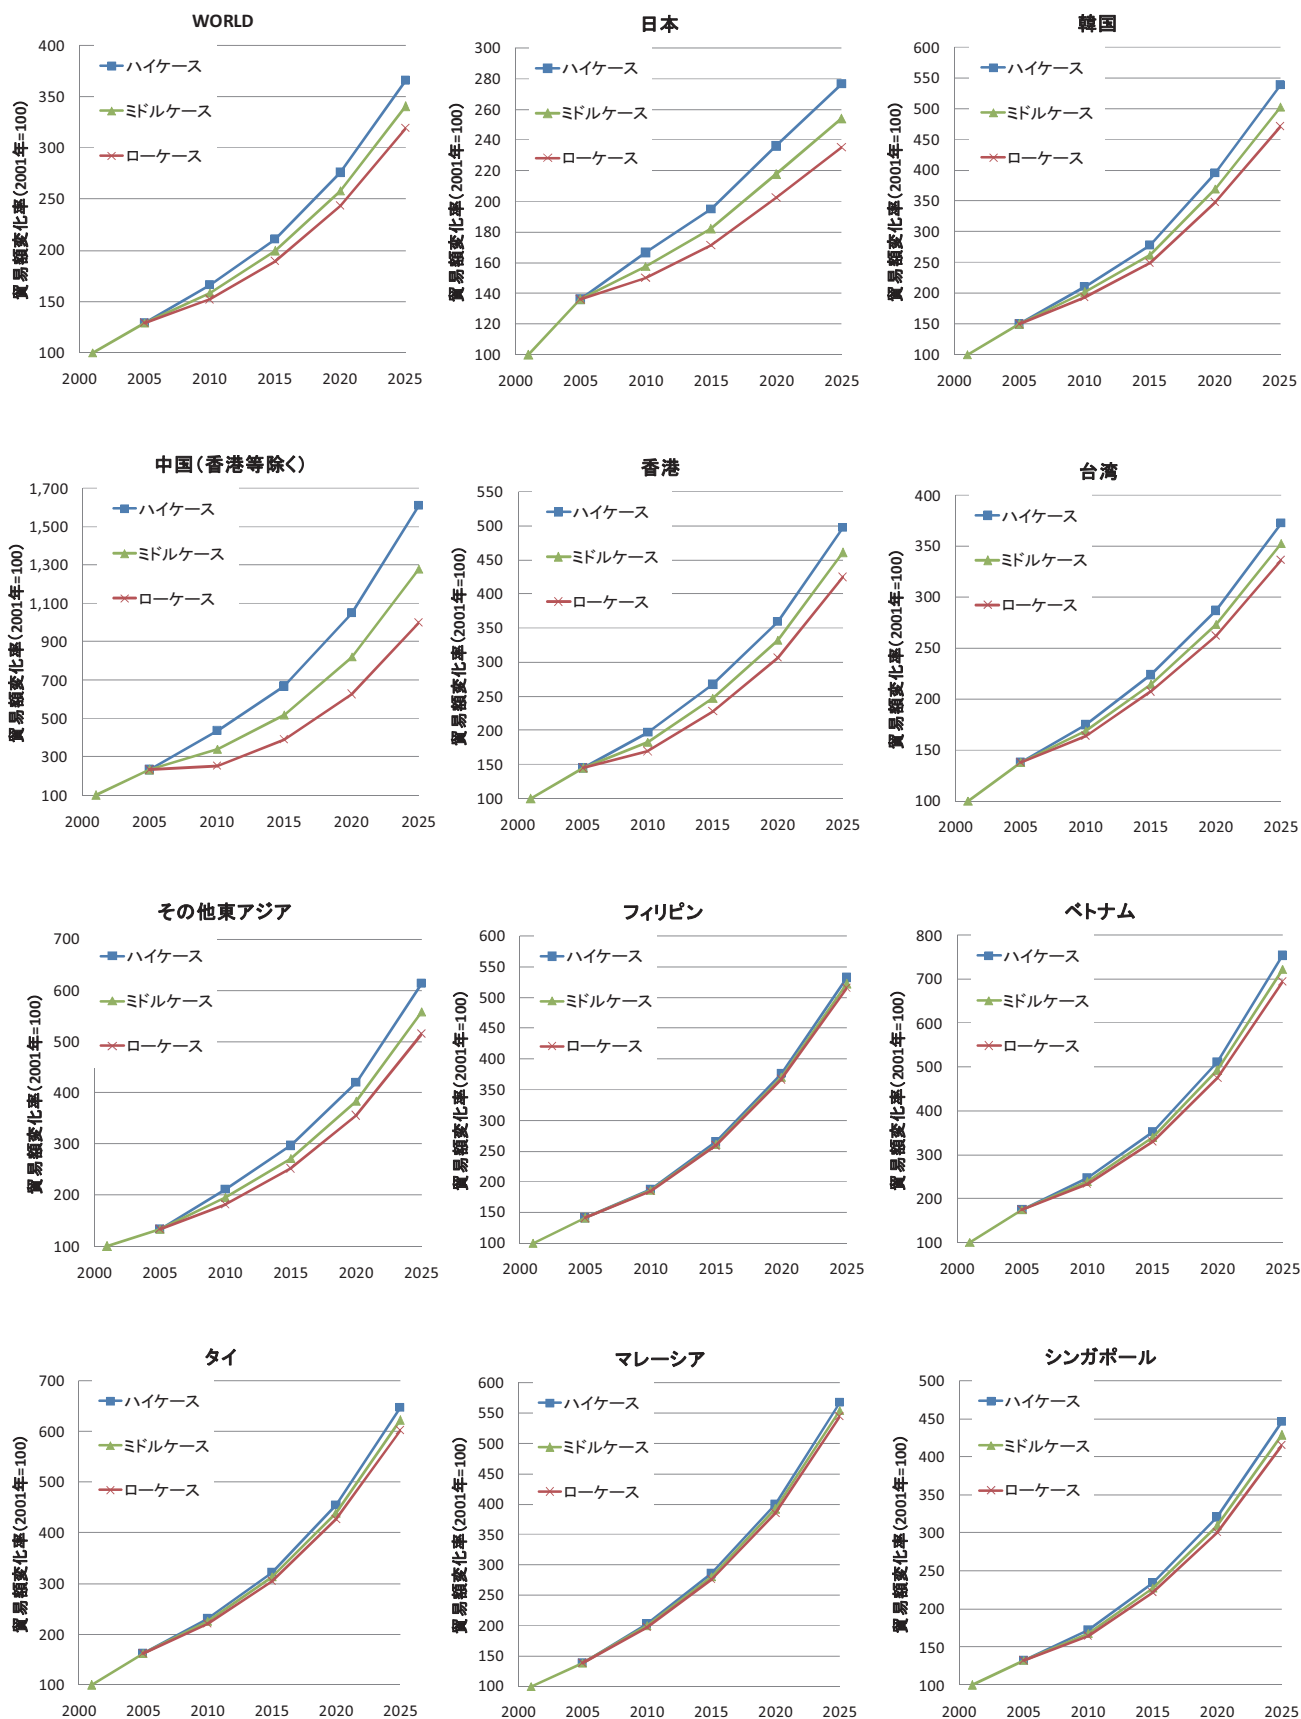 WORLD
貿易額変化率(2001年=100)
400
350
300
250
200
150
100
ハイケース
ミドルケース
ローケース
2000 2005 2010 2015 2020 2025
日本
貿易額変化率(2001年=100)
300
280
260
240
220
200
180
160
140
120
100
ハイケース
ミドルケース
ローケース
2000 2005 2010 2015 2020 2025
韓国
貿易額変化率(2001年=100)
600
550
500
450
400
350
300
250
200
150
100
ハイケース
ミドルケース
ローケース
2000 2005 2010 2015 2020 2025
中国(香港等除く)
貿易額変化率(2001年=100)
1,700
1,500
1,300
1,100
900
700
500
300
100
ハイケース
ミドルケース
ローケース
2000 2005 2010 2015 2020 2025
香港
貿易額変化率(2001年=100)
550
500
450
400
350
300
250
200
150
100
ハイケース
ミドルケース
ローケース
2000 2005 2010 2015 2020 2025
台湾
貿易額変化率(2001年=100)
400
350
300
250
200
150
100
ハイケース
ミドルケース
ローケース
2000 2005 2010 2015 2020 2025
その他東アジア
貿易額変化率(2001年=100)
700
600
500
400
300
200
100
ハイケース
ミドルケース
ローケース
2000 2005 2010 2015 2020 2025
フィリピン
貿易額変化率(2001年=100)
600
550
500
450
400
350
300
250
200
150
100
ハイケース
ミドルケース
ローケース
2000 2005 2010 2015 2020 2025
ベトナム
貿易額変化率(2001年=100)
800
700
600
500
400
300
200
100
ハイケース
ミドルケース
ローケース
2000 2005 2010 2015 2020 2025
タイ
貿易額変化率(2001年=100)
700
600
500
400
300
200
100
ハイケース
ミドルケース
ローケース
2000 2005 2010 2015 2020 2025
マレーシア
貿易額変化率(2001年=100)
600
550
500
450
400
350
300
250
200
150
100
ハイケース
ミドルケース
ローケース
2000 2005 2010 2015 2020 2025
シンガポール
貿易額変化率(2001年=100)
500
450
400
350
300
250
200
150
100
ハイケース
ミドルケース
ローケース
2000 2005 2010 2015 2020 2025